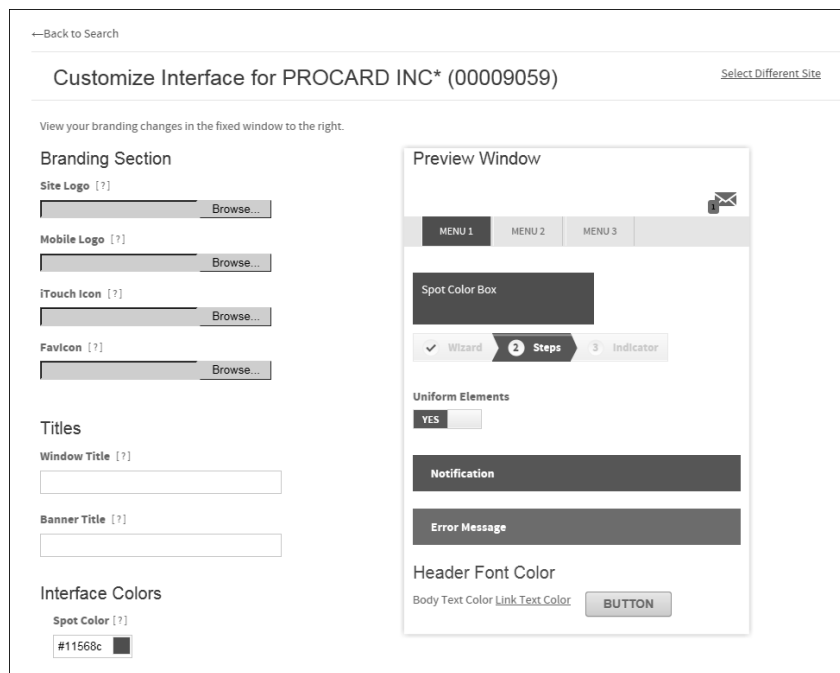 ←Back to Search
Customize Interface for PROCARD INC* (00009059)
Select Different Site
View your branding changes in the fixed window to the right.
Branding Section
Site Logo [?]
Browse...
Mobile Logo [?]
Browse...
iTouch Icon [?]
Browse...
FavIcon [?]
Browse...
Titles
Window Title [?]
Banner Title [?]
Interface Colors
Spot Color [?]
#11568c
Preview Window
1
MENU 1 MENU 2 MENU 3
Spot Color Box
Wizard 2 Steps 3 Indicator
Uniform Elements
YES
Notification
Error Message
Header Font Color
Body Text Color Link Text Color BUTTON